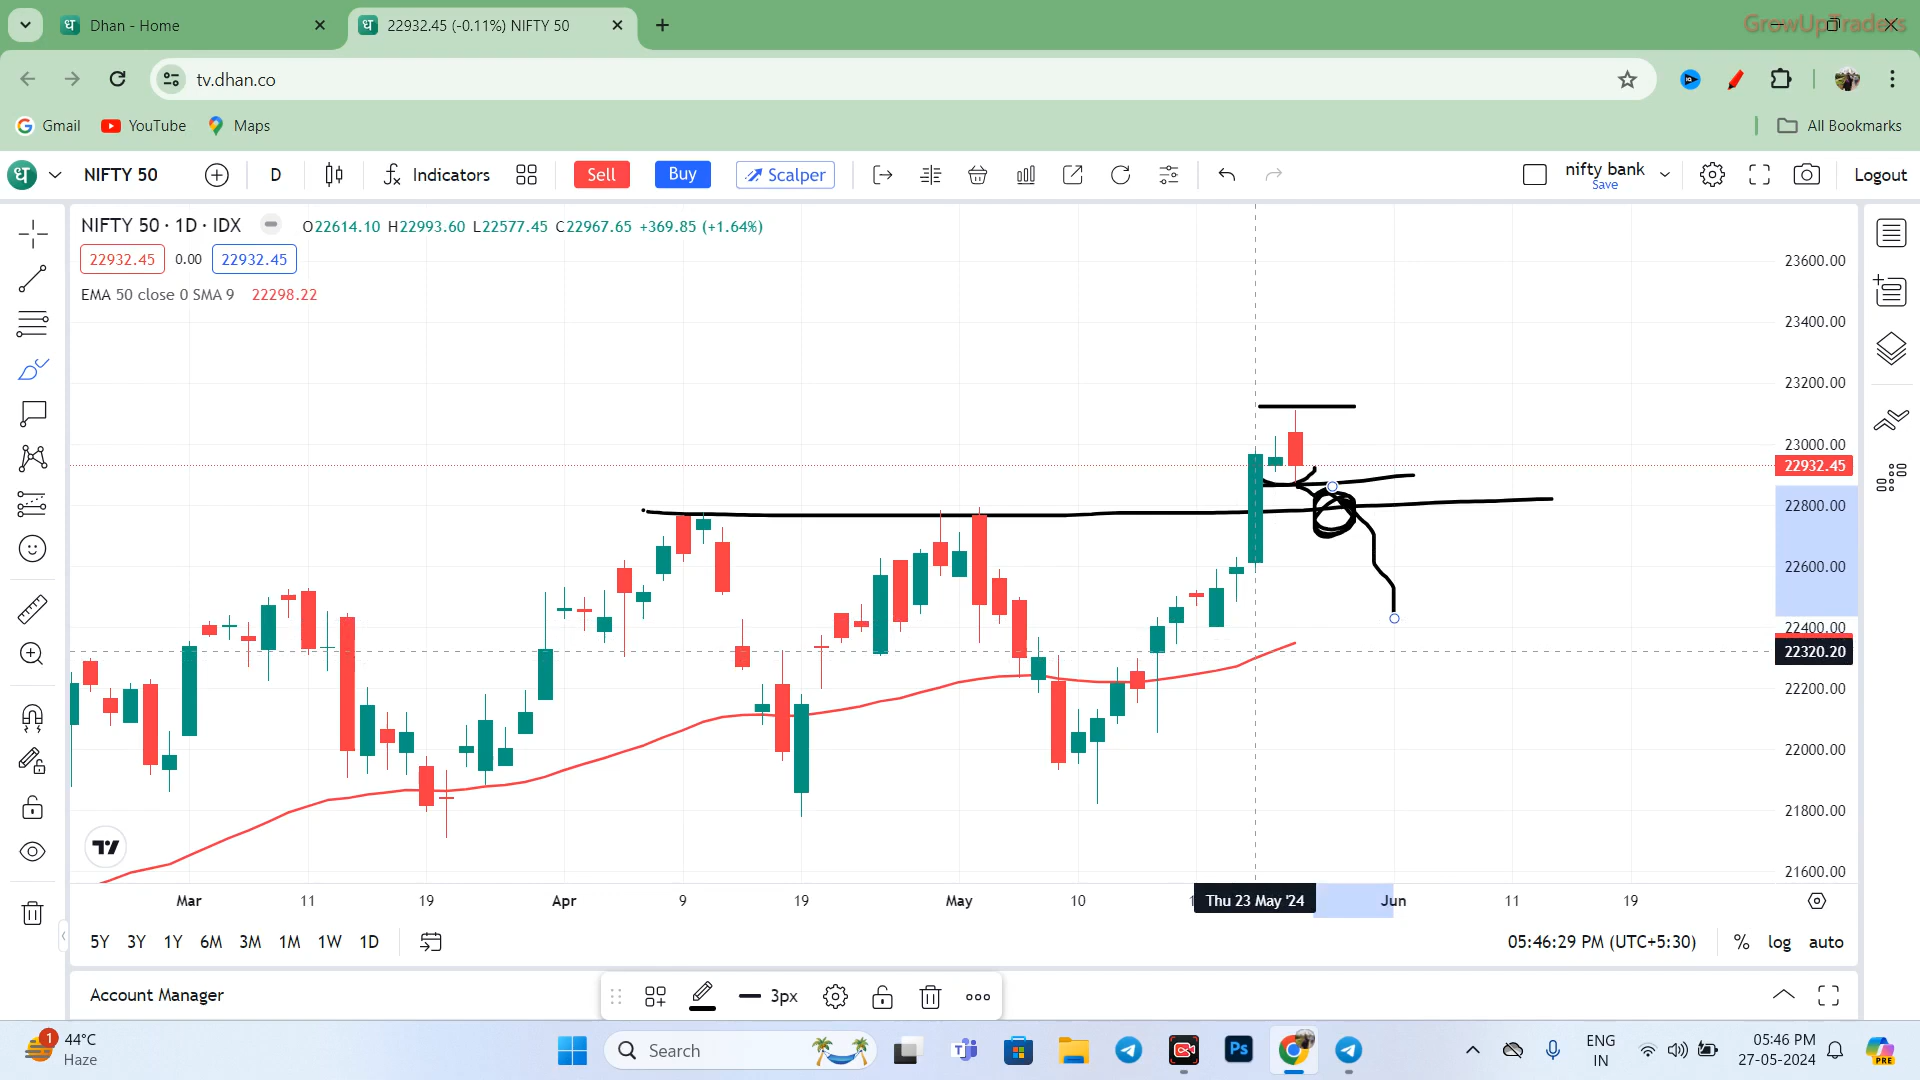 Dhan - Home
22932.45 (-0.11%) NIFTY 50
GrowUpTraders
tv.dhan.co
Gmail
YouTube
Maps
All Bookmarks
ध
NIFTY 50
D
Indicators
Sell
Buy
Scalper
nifty bank
Save
Logout
NIFTY 50 · 1D · IDX
O22614.10 H22993.60 L22577.45 C22967.65 +369.85 (+1.64%)
22932.45 0.00 22932.45
EMA 50 close 0 SMA 9 22298.22
23600.00
23400.00
23200.00
23000.00
22932.45
22800.00
22600.00
22400.00
22320.20
22200.00
22000.00
21800.00
21600.00
Mar 11 19 Apr 9 19 May 10 Thu 23 May '24 Jun 11 19
5Y 3Y 1Y 6M 3M 1M 1W 1D
05:46:29 PM (UTC+5:30)
% log auto
Account Manager
3px
1
44°C
Haze
Search
Ps
ENG
IN
05:46 PM
27-05-2024
PRE